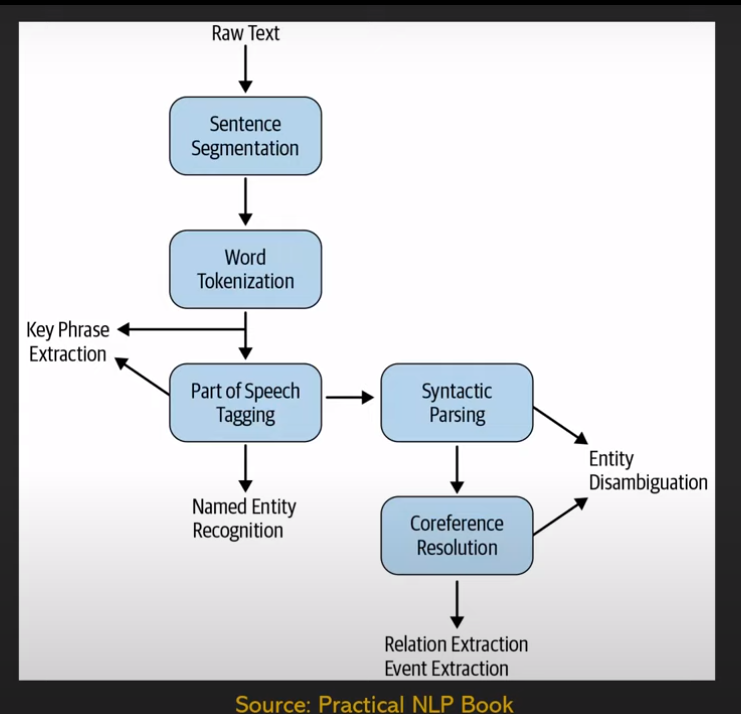 Raw Text
Sentence
Segmentation
Word
Tokenization
Key Phrase
Extraction
Part of Speech
Tagging
Syntactic
Parsing
Entity
Disambiguation
Named Entity
Recognition
Coreference
Resolution
Relation Extraction
Event Extraction
Source: Practical NLP Book